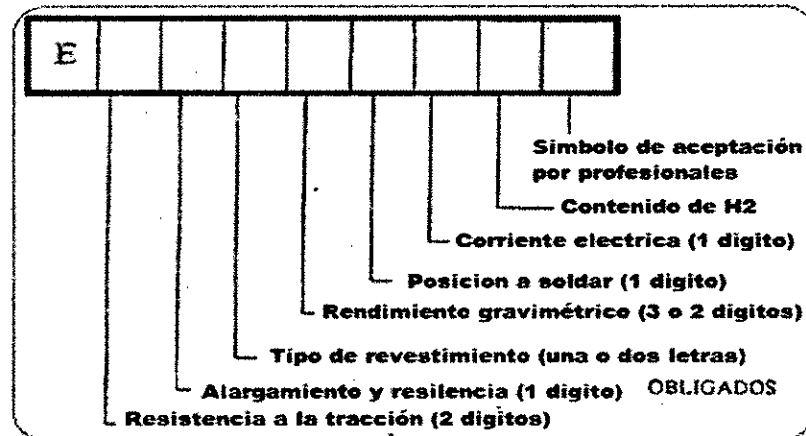 E
Simbolo de aceptación
por profesionales
Contenido de H2
Corriente electrica (1 digito)
Posicion a soldar (1 digito)
Rendimiento gravimétrico (3 o 2 digitos)
Tipo de revestimiento (una o dos letras)
Alargamiento y resilencia (1 digito) OBLIGADOS
Resistencia a la tracción (2 digitos)